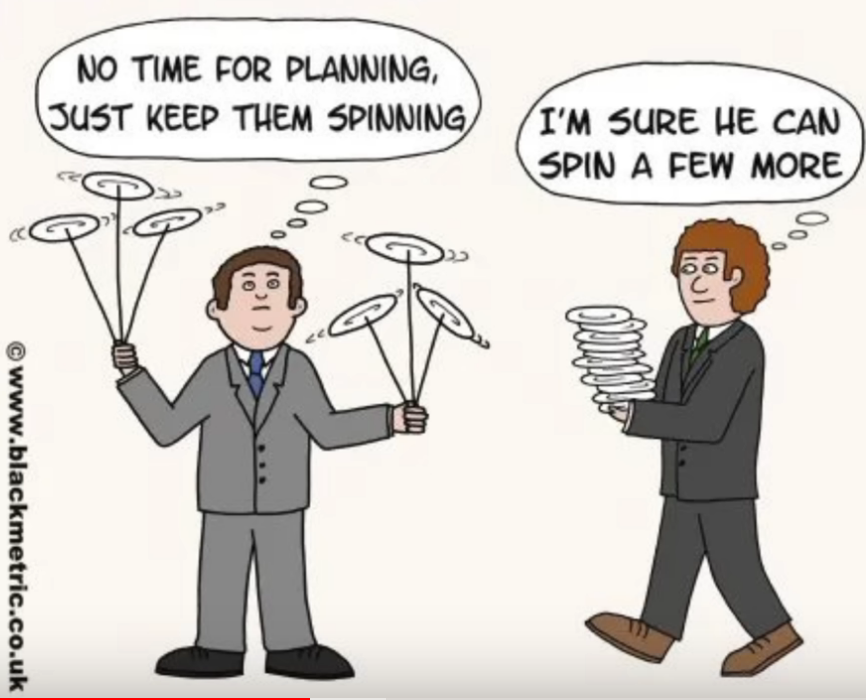 NO TIME FOR PLANNING,
JUST KEEP THEM SPINNING
I'M SURE HE CAN
SPIN A FEW MORE
© www.blackmetric.co.uk